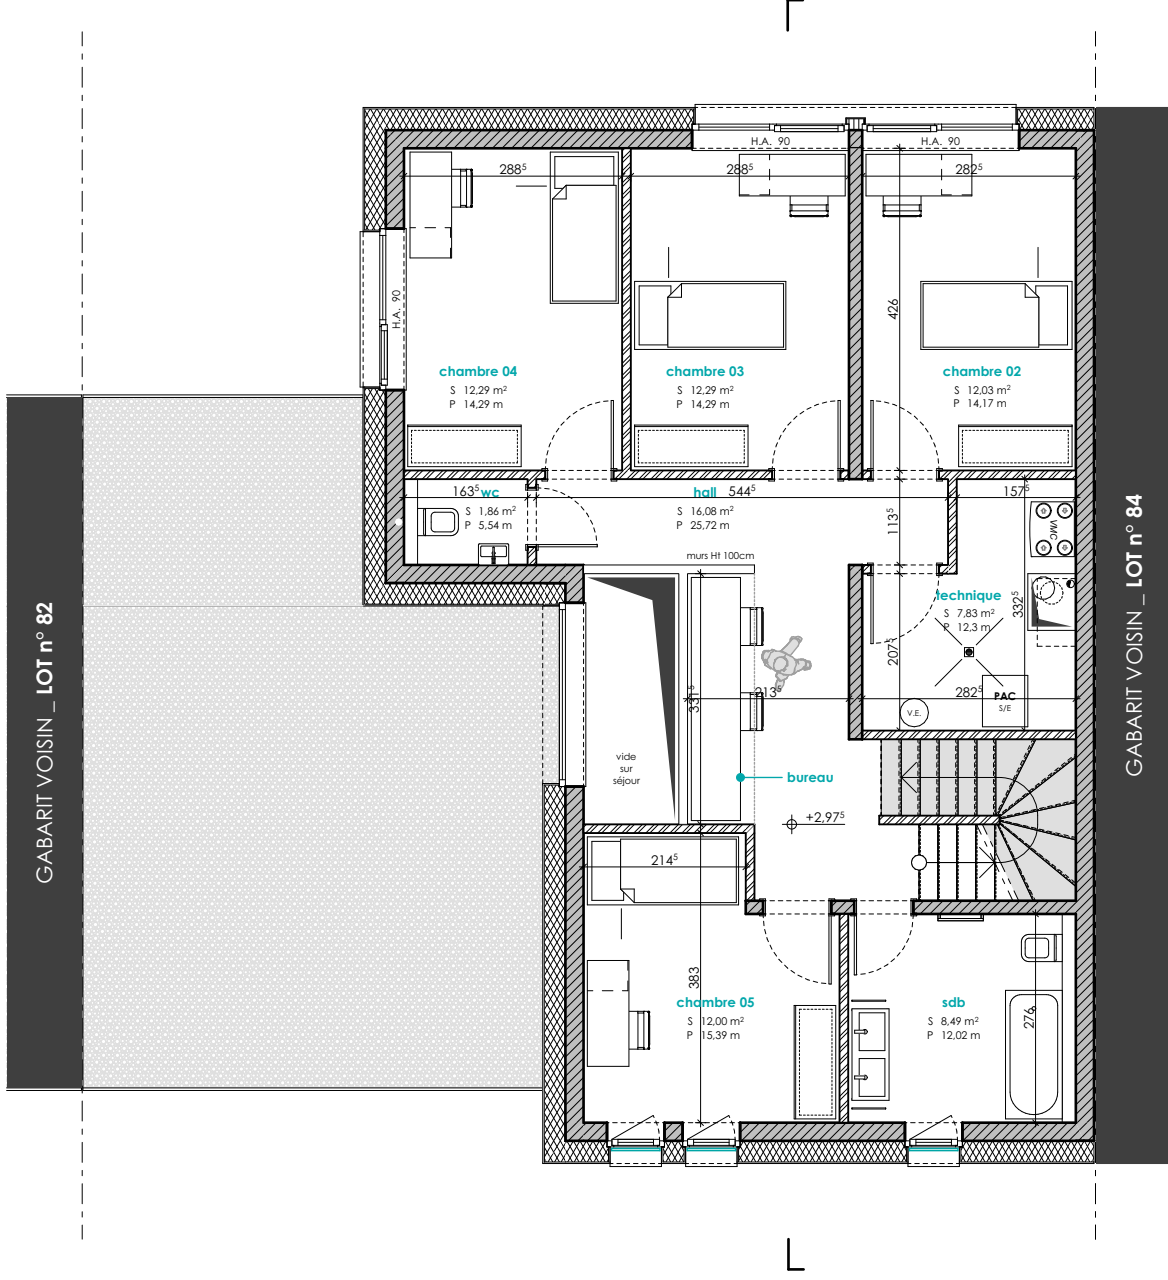 H.A. 90
H.A. 90
288⁵
288⁵
282⁵
H.A. 90
426
chambre 04
S 12,29 m²
P 14,29 m
chambre 03
S 12,29 m²
P 14,29 m
chambre 02
S 12,03 m²
P 14,17 m
163⁵
wc
S 1,86 m²
P 5,54 m
hall
544⁵
S 16,08 m²
P 25,72 m
157⁵
113⁵
VMC
murs Ht 100cm
technique
S 7,83 m²
P 12,3 m
332⁵
207⁵
282⁵
PAC
S/E
V.E.
331⁵
213⁵
vide
sur
séjour
bureau
+2,97⁵
214⁵
383
chambre 05
S 12,00 m²
P 15,39 m
sdb
S 8,49 m²
P 12,02 m
276
GABARIT VOISIN _ LOT n° 82
GABARIT VOISIN _ LOT n° 84